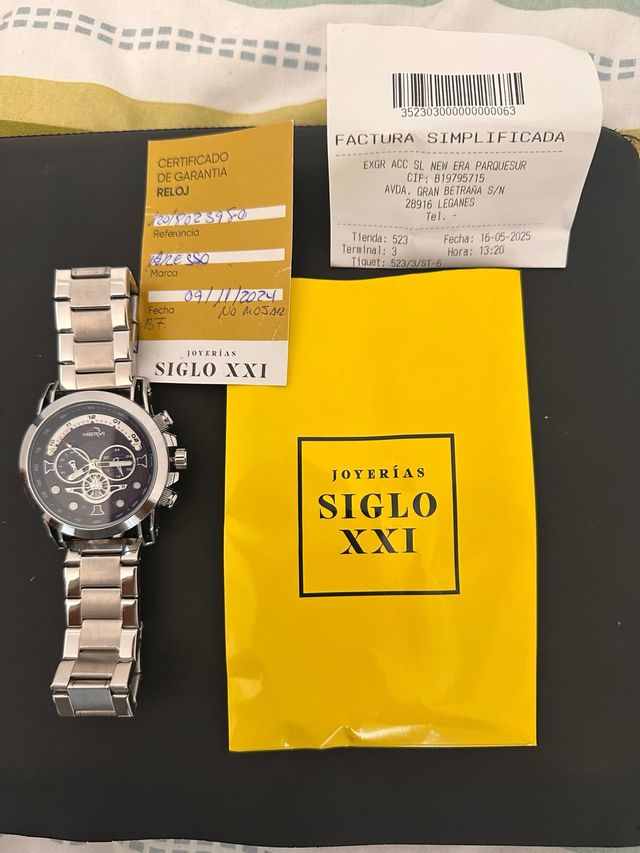 352303000000000063
FACTURA SIMPLIFICADA
EXGR ACC SL NEW ERA PARQUESUR
CIF: B19795715
AVDA. GRAN BETRAÑA S/N
28916 LEGANES
Tel. -
Tienda: 523 Fecha: 16-05-2025
Terminal: 3 Hora: 13:20
Tiquet: 523/3/ST-6
CERTIFICADO
DE GARANTÍA
RELOJ
Referencia
Marca
09/11/2024
Fecha NO MOJAR
B.F.
JOYERÍAS
SIGLO XXI
JOYERÍAS
SIGLO
XXI